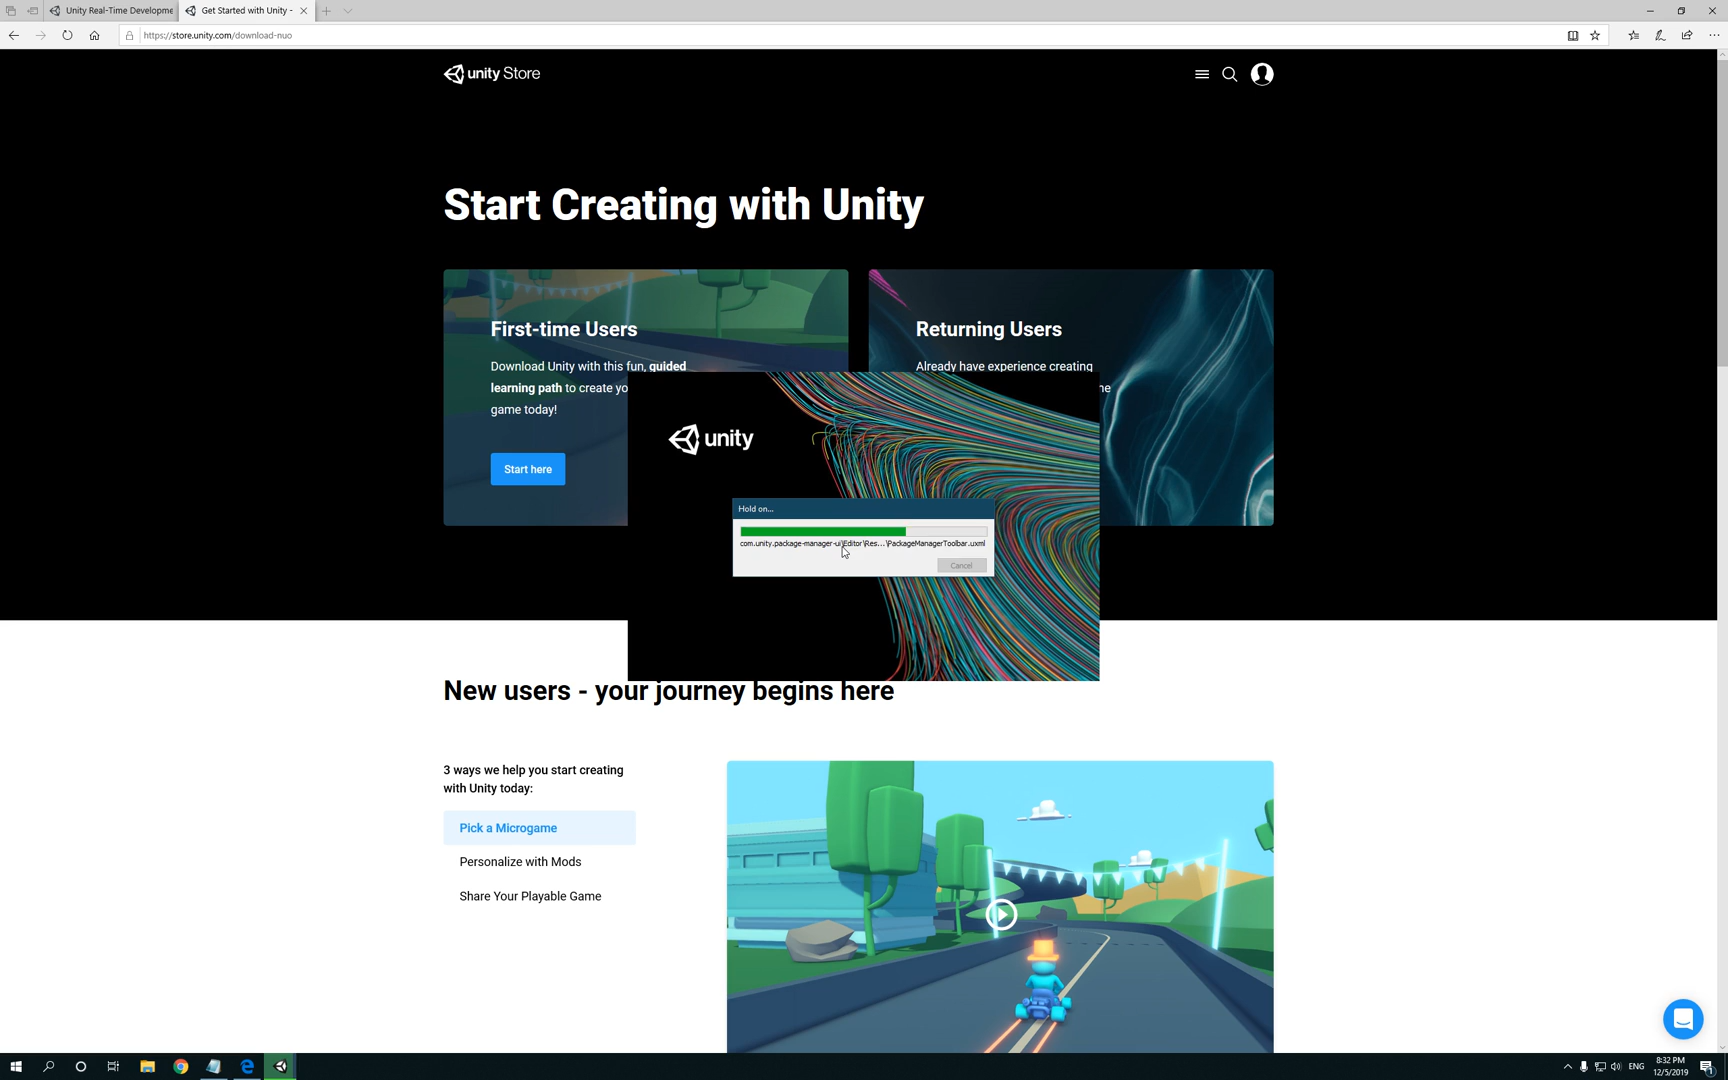 Unity Real-Time Developme
Get Started with Unity -
https://store.unity.com/download-nuo
unity Store
Start Creating with Unity
First-time Users
Download Unity with this fun, guided
learning path to create yo
game today!
Start here
Returning Users
Already have experience creating
me
unity
Hold on...
com.unity.package-manager-ui\Editor\Res...\PackageManagerToolbar.uxml
Cancel
New users - your journey begins here
3 ways we help you start creating
with Unity today:
Pick a Microgame
Personalize with Mods
Share Your Playable Game
ENG
8:32 PM
12/5/2019
1